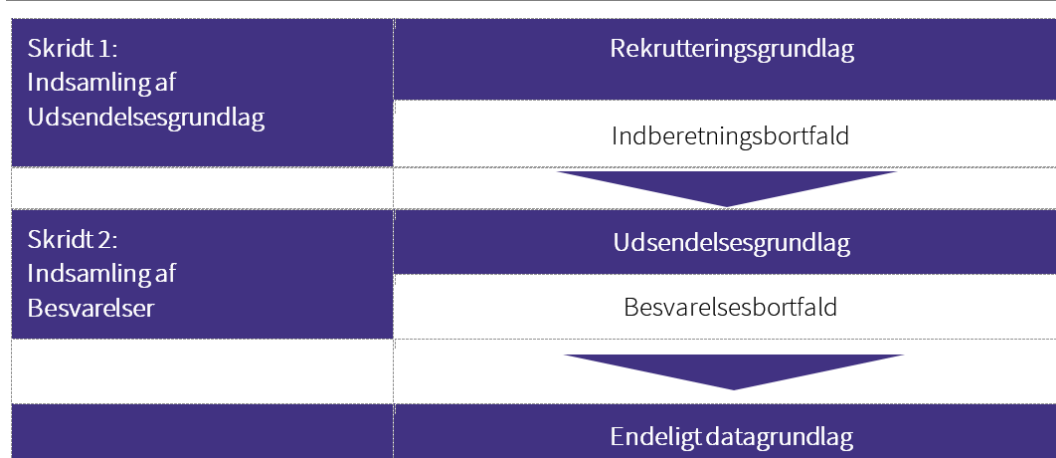 Skridt 1:
Indsamling af
Udsendelsesgrundlag
Rekrutteringsgrundlag
Indberetningsbortfald
Skridt 2:
Indsamling af
Besvarelser
Udsendelsesgrundlag
Besvarelsesbortfald
Endeligt datagrundlag